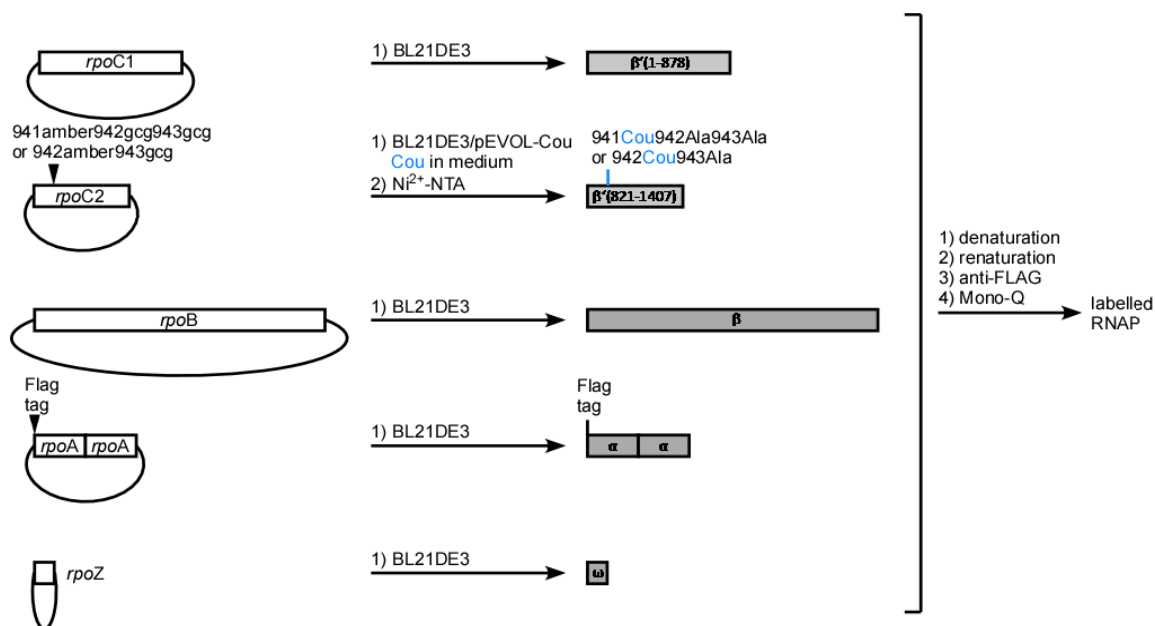 rpoC1
1) BL21DE3
β'(1-878)
941amber942gcg943gcg
or 942amber943gcg
rpoC2
1) BL21DE3/pEVOL-Cou
Cou in medium
2) Ni2+-NTA
941Cou942Ala943Ala
or 942Cou943Ala
β'(821-1407)
1) denaturation
2) renaturation
3) anti-FLAG
4) Mono-Q
labelled
RNAP
rpoB
1) BL21DE3
β
Flag
tag
rpoA rpoA
1) BL21DE3
Flag
tag
α α
rpoZ
1) BL21DE3
ω